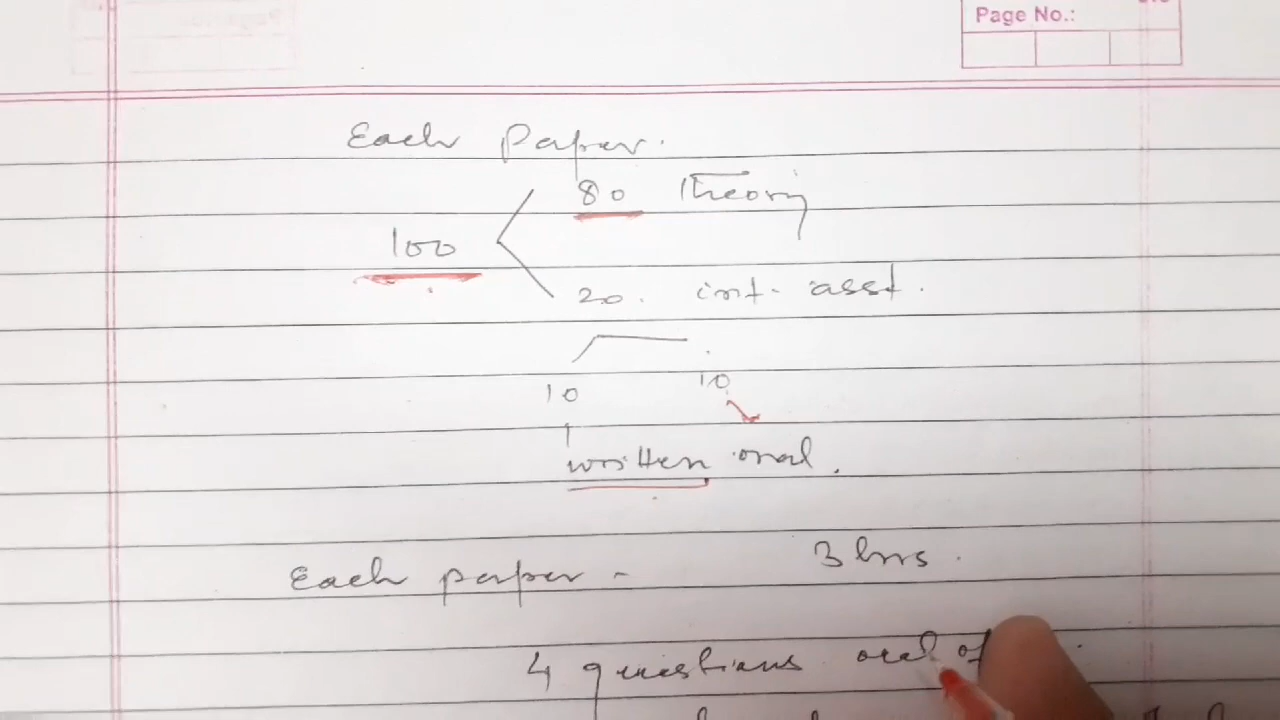 Page No.:
Each Paper.
80 Theory
100
20. int. asst.
10 10
written oral.
Each paper - 3 hrs.
4 questions out of